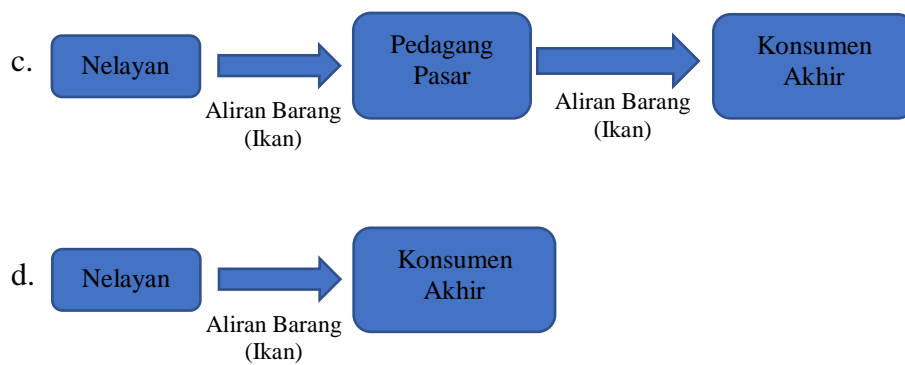 c.
Nelayan
Aliran Barang
(Ikan)
Pedagang
Pasar
Aliran Barang
(Ikan)
Konsumen
Akhir
d.
Nelayan
Aliran Barang
(Ikan)
Konsumen
Akhir